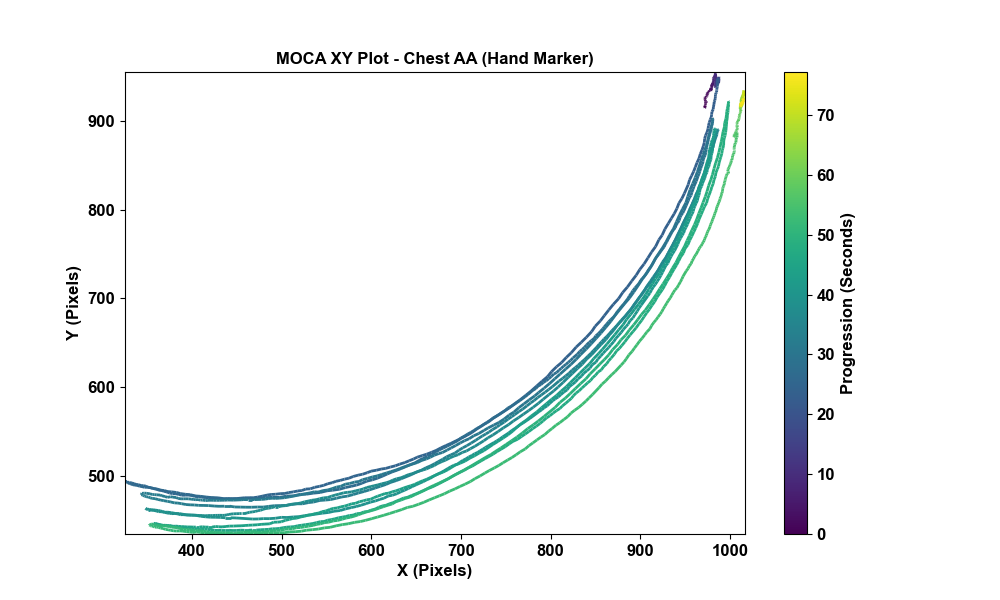 MOCA XY Plot - Chest AA (Hand Marker)
900
800
700
600
500
Y (Pixels)
400 500 600 700 800 900 1000
X (Pixels)
70
60
50
40
30
20
10
0
Progression (Seconds)